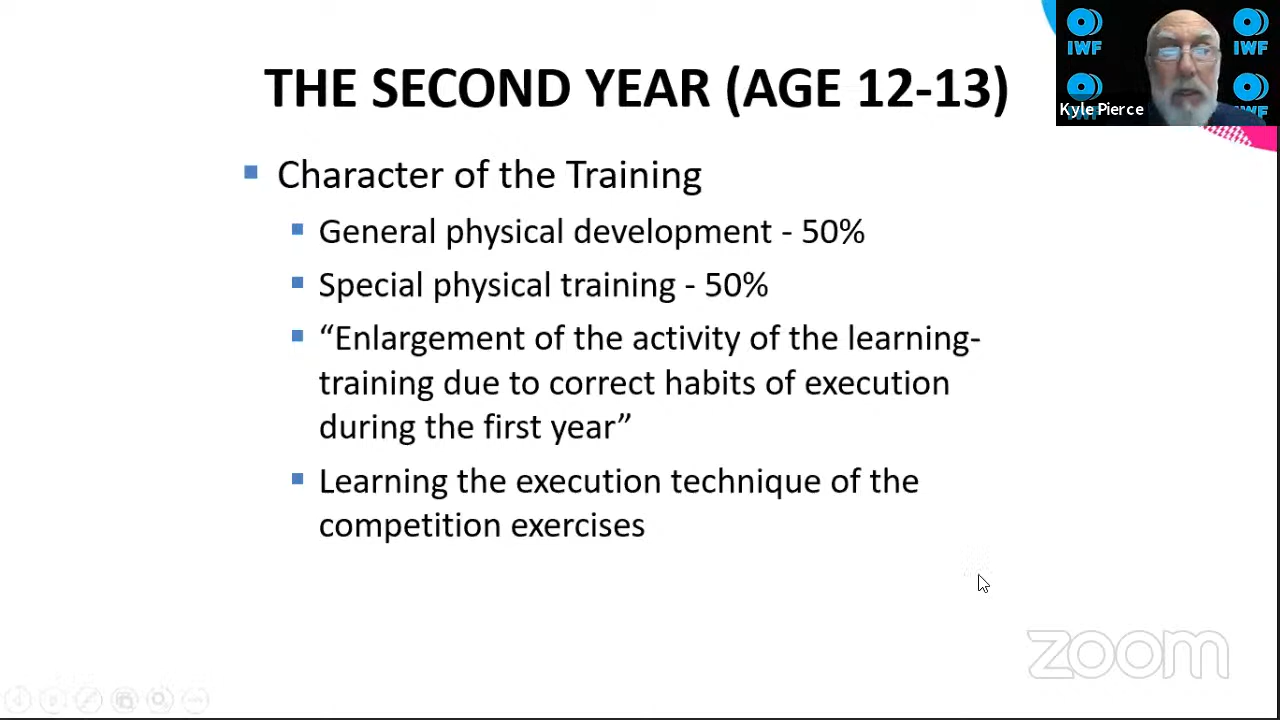 THE SECOND YEAR (AGE 12-13)
Character of the Training
General physical development - 50%
Special physical training - 50%
“Enlargement of the activity of the learning-
training due to correct habits of execution
during the first year”
Learning the execution technique of the
competition exercises
IWF
IWF
Kyle Pierce
IWF
IWF
zoom